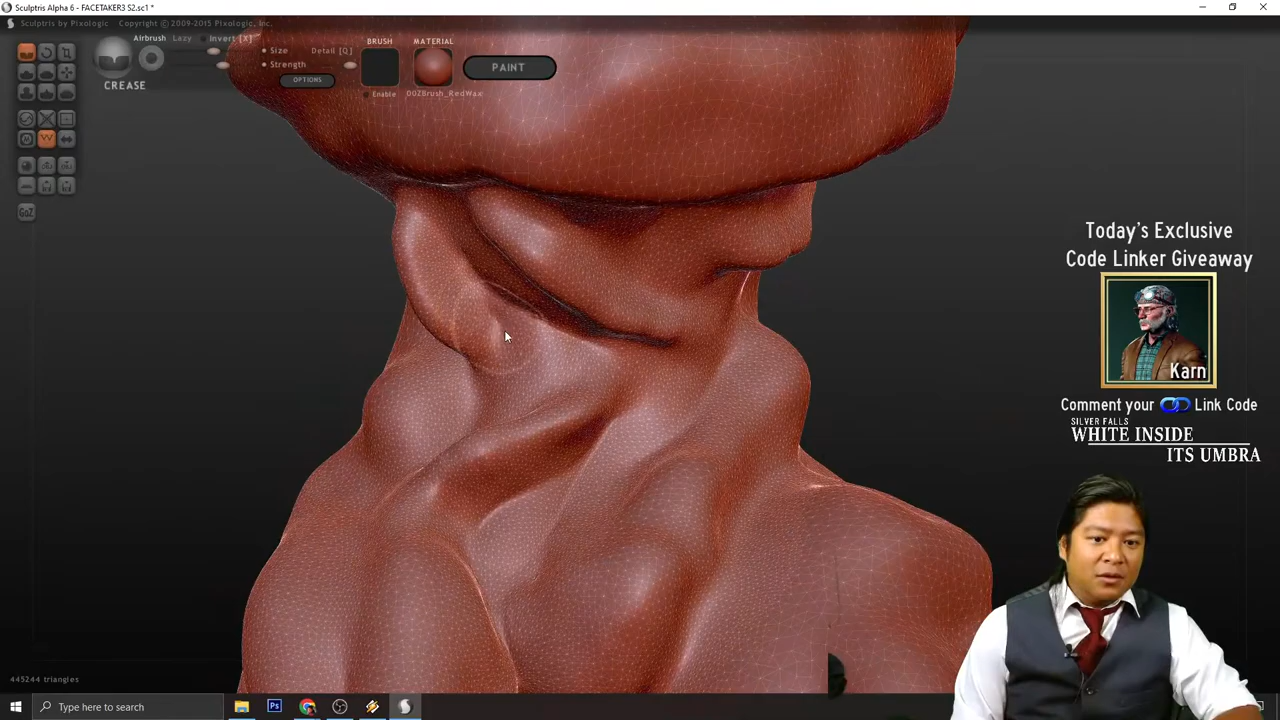 Sculptris Alpha 6 - FACETAKER3 S2.sc1 *
Sculptris by Pixologic Copyright © 2009-2015 Pixologic, Inc.
Airbrush Lazy Invert [X]
Size Detail [Q]
Strength
OPTIONS
CREASE
BRUSH
Enable
MATERIAL
00ZBrush_RedWax
PAINT
GoZ
Today's Exclusive
Code Linker Giveaway
Karn
Comment your Link Code
SILVER FALLS
WHITE INSIDE
ITS UMBRA
445244 triangles
Type here to search
Ps